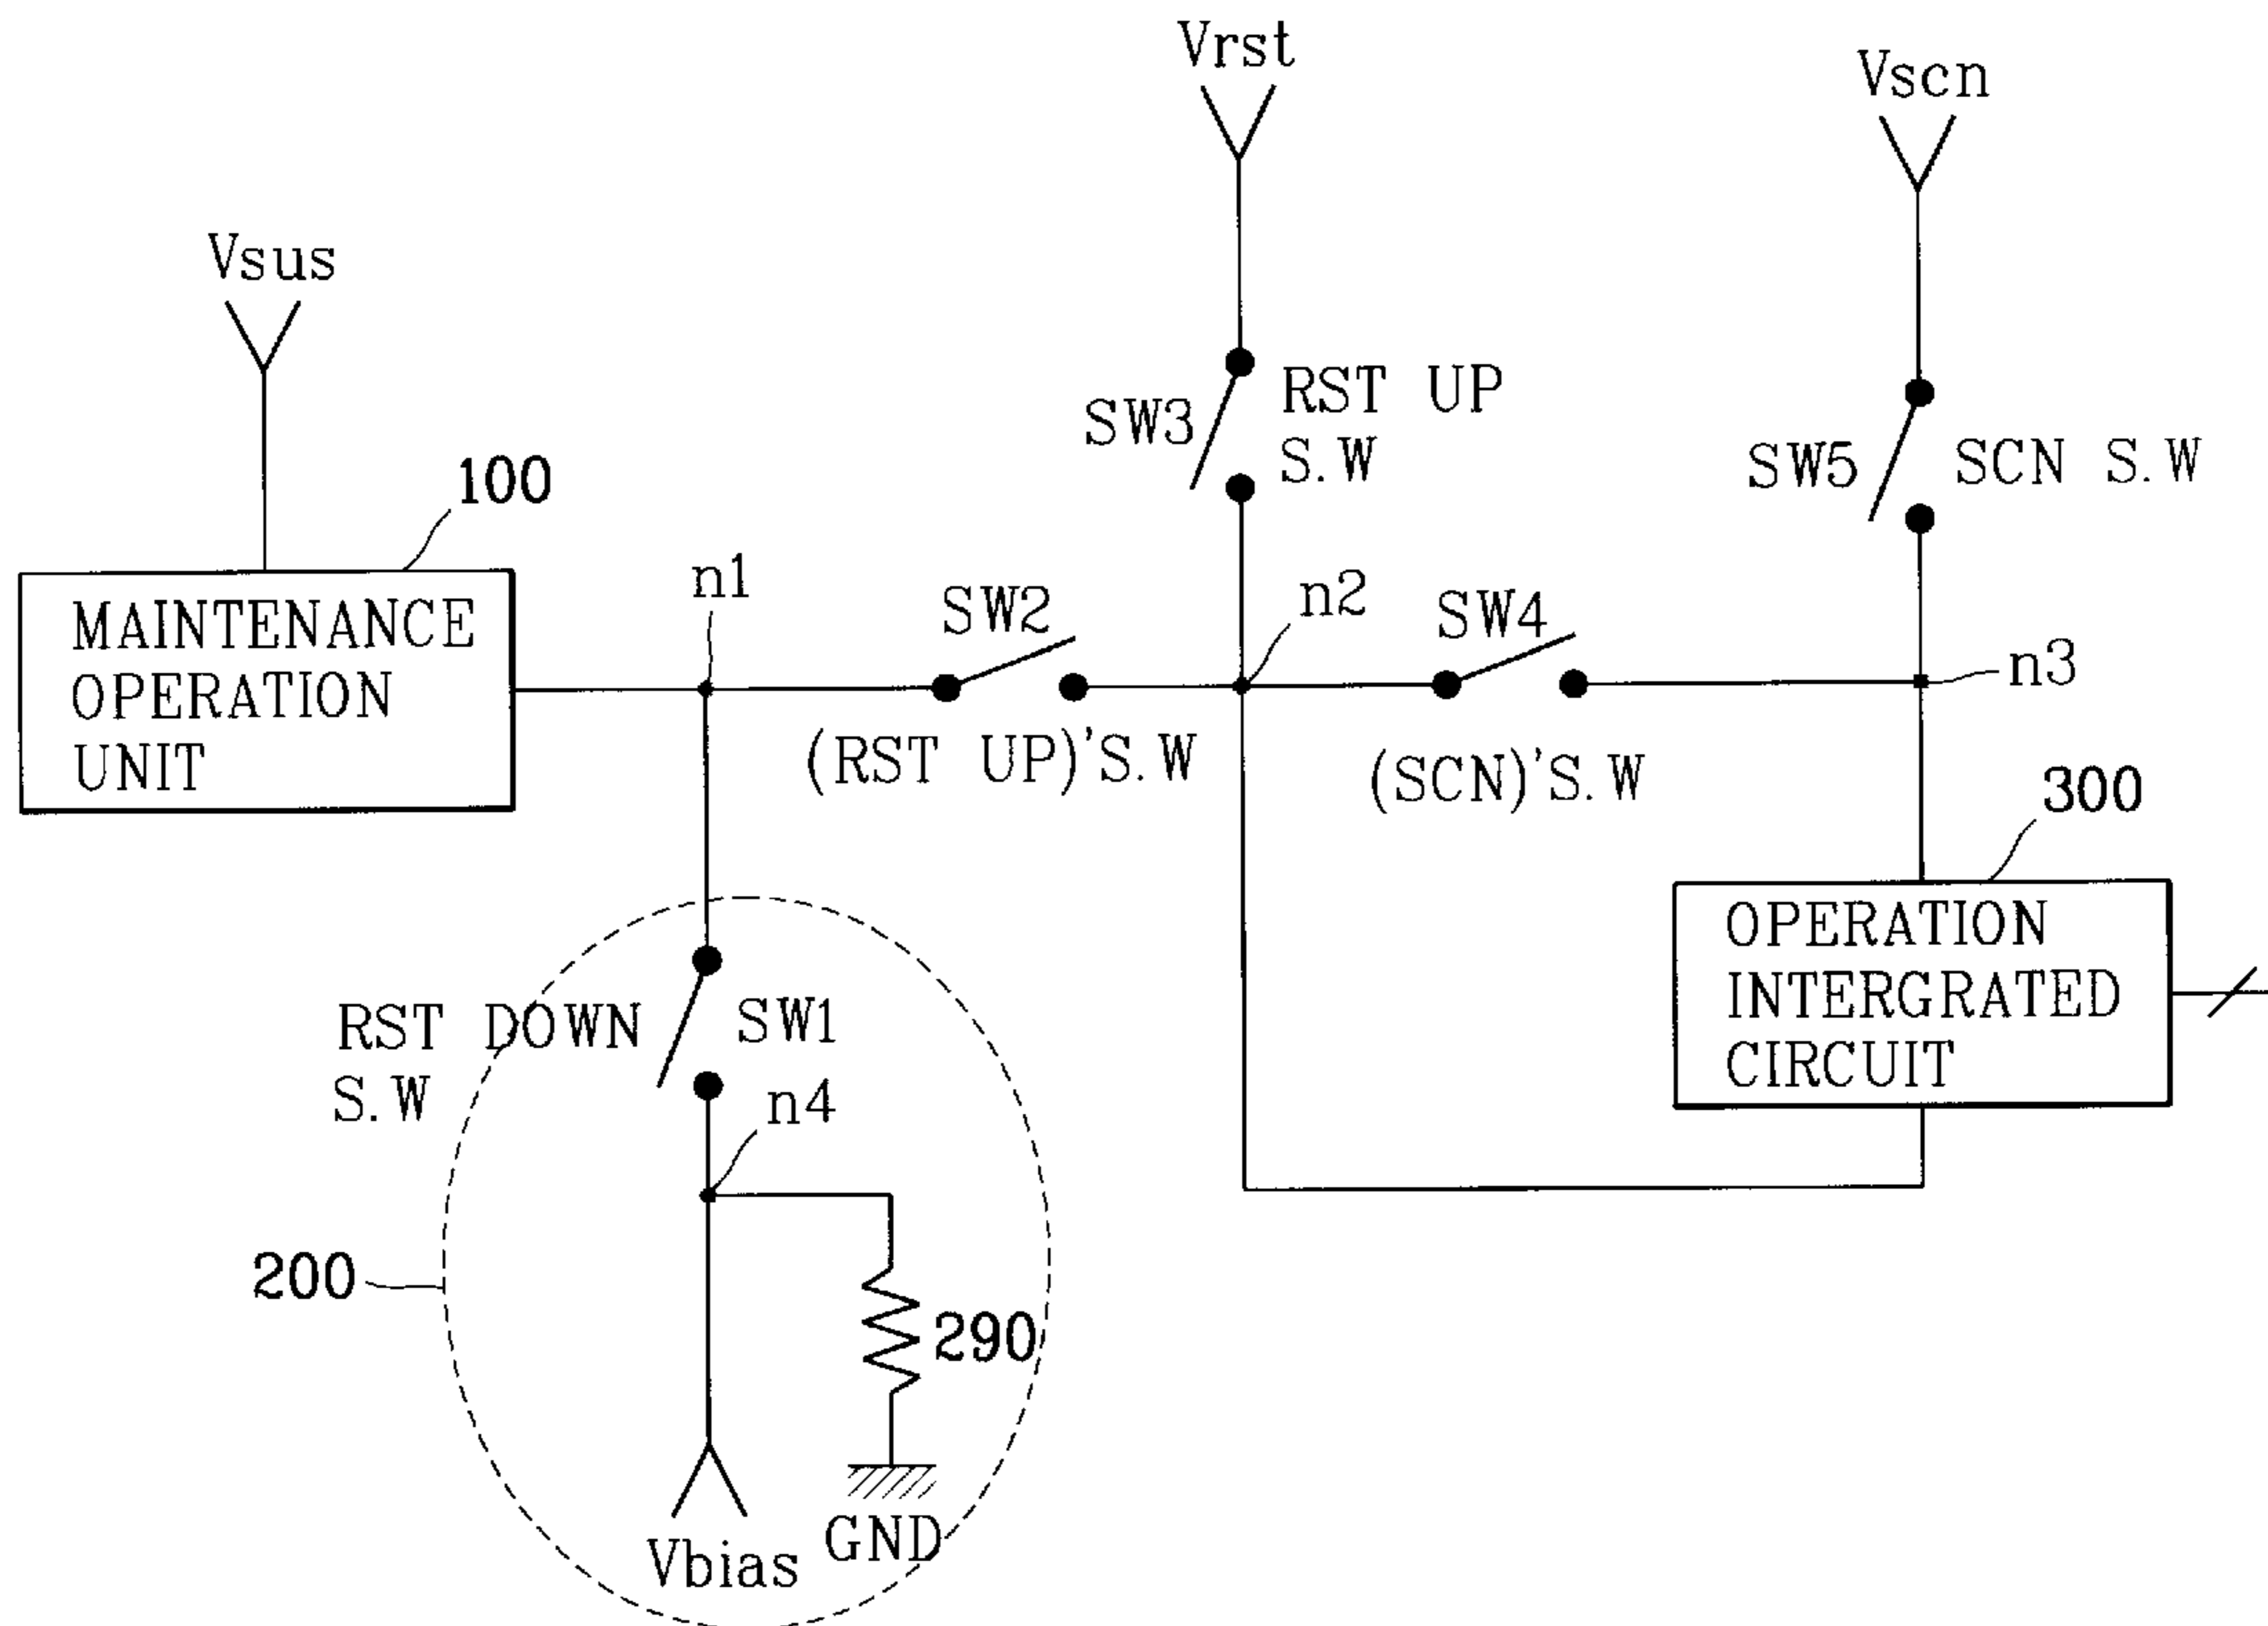 Vrst
Vscn
Vsus
RST UP
S.W
SW3
SW5
SCN S.W
100
n1
n2
SW2
SW4
n3
MAINTENANCE
OPERATION
UNIT
(RST UP)'S.W
(SCN)'S.W
300
OPERATION
INTERGRATED
CIRCUIT
RST DOWN
S.W
SW1
n4
200
290
GND
Vbias